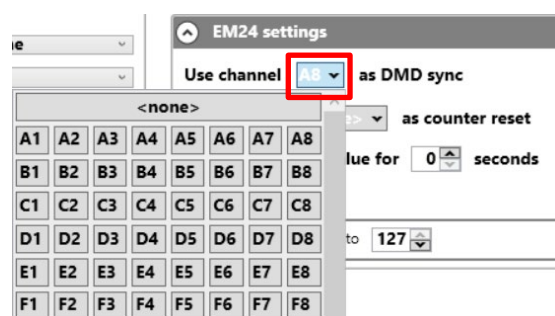 ne
EM24 settings
Use channel A8 as DMD sync
<none>
> as counter reset
A1 A2 A3 A4 A5 A6 A7 A8
lue for 0 seconds
B1 B2 B3 B4 B5 B6 B7 B8
C1 C2 C3 C4 C5 C6 C7 C8
D1 D2 D3 D4 D5 D6 D7 D8
to 127
E1 E2 E3 E4 E5 E6 E7 E8
F1 F2 F3 F4 F5 F6 F7 F8